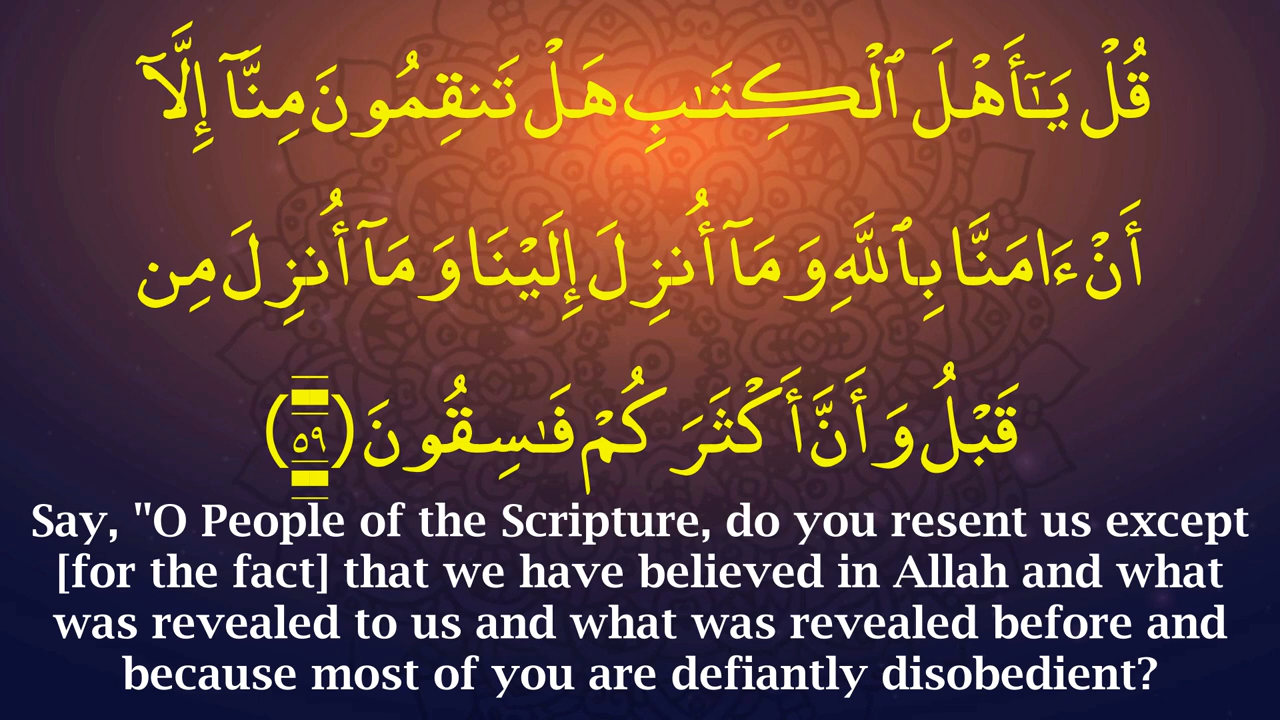 قُلْ يَـٰٓأَهْلَ ٱلْكِتَـٰبِ هَلْ تَنقِمُونَ مِنَّآ إِلَّآ
أَنْ ءَامَنَّا بِٱللَّهِ وَمَآ أُنزِلَ إِلَيْنَا وَمَآ أُنزِلَ مِن
قَبْلُ وَأَنَّ أَكْثَرَكُمْ فَـٰسِقُونَ (٥٩)
Say, "O People of the Scripture, do you resent us except
[for the fact] that we have believed in Allah and what
was revealed to us and what was revealed before and
because most of you are defiantly disobedient?